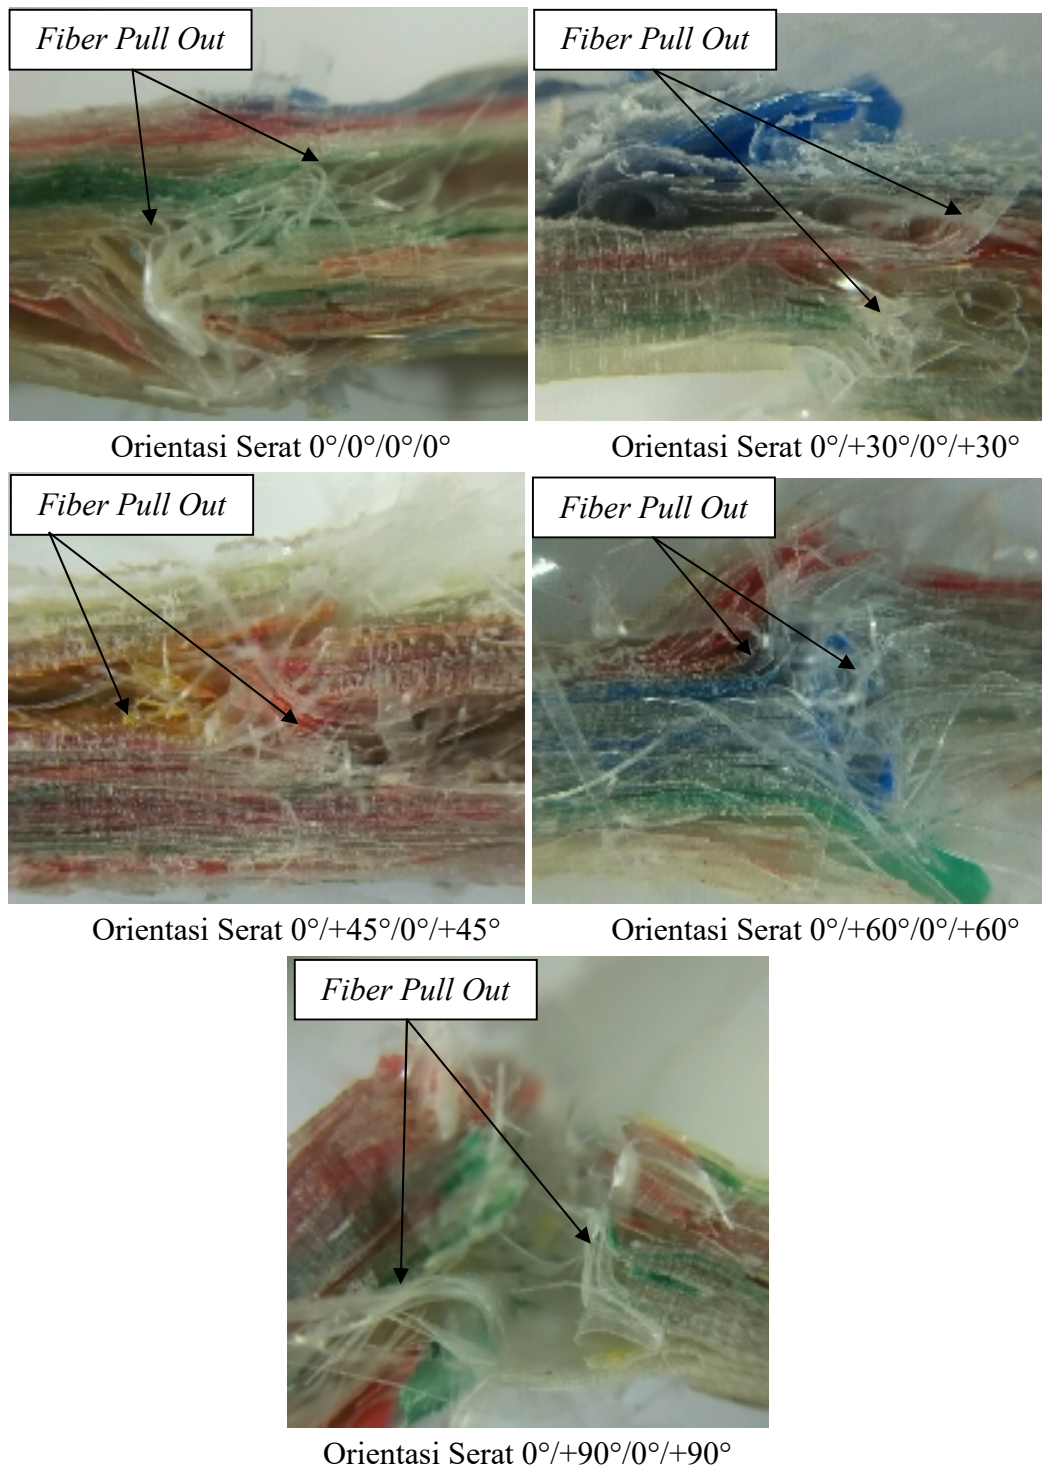 Fiber Pull Out
Fiber Pull Out
Orientasi Serat 0°/0°/0°/0°
Orientasi Serat 0°/+30°/0°/+30°
Fiber Pull Out
Fiber Pull Out
Orientasi Serat 0°/+45°/0°/+45°
Orientasi Serat 0°/+60°/0°/+60°
Fiber Pull Out
Orientasi Serat 0°/+90°/0°/+90°